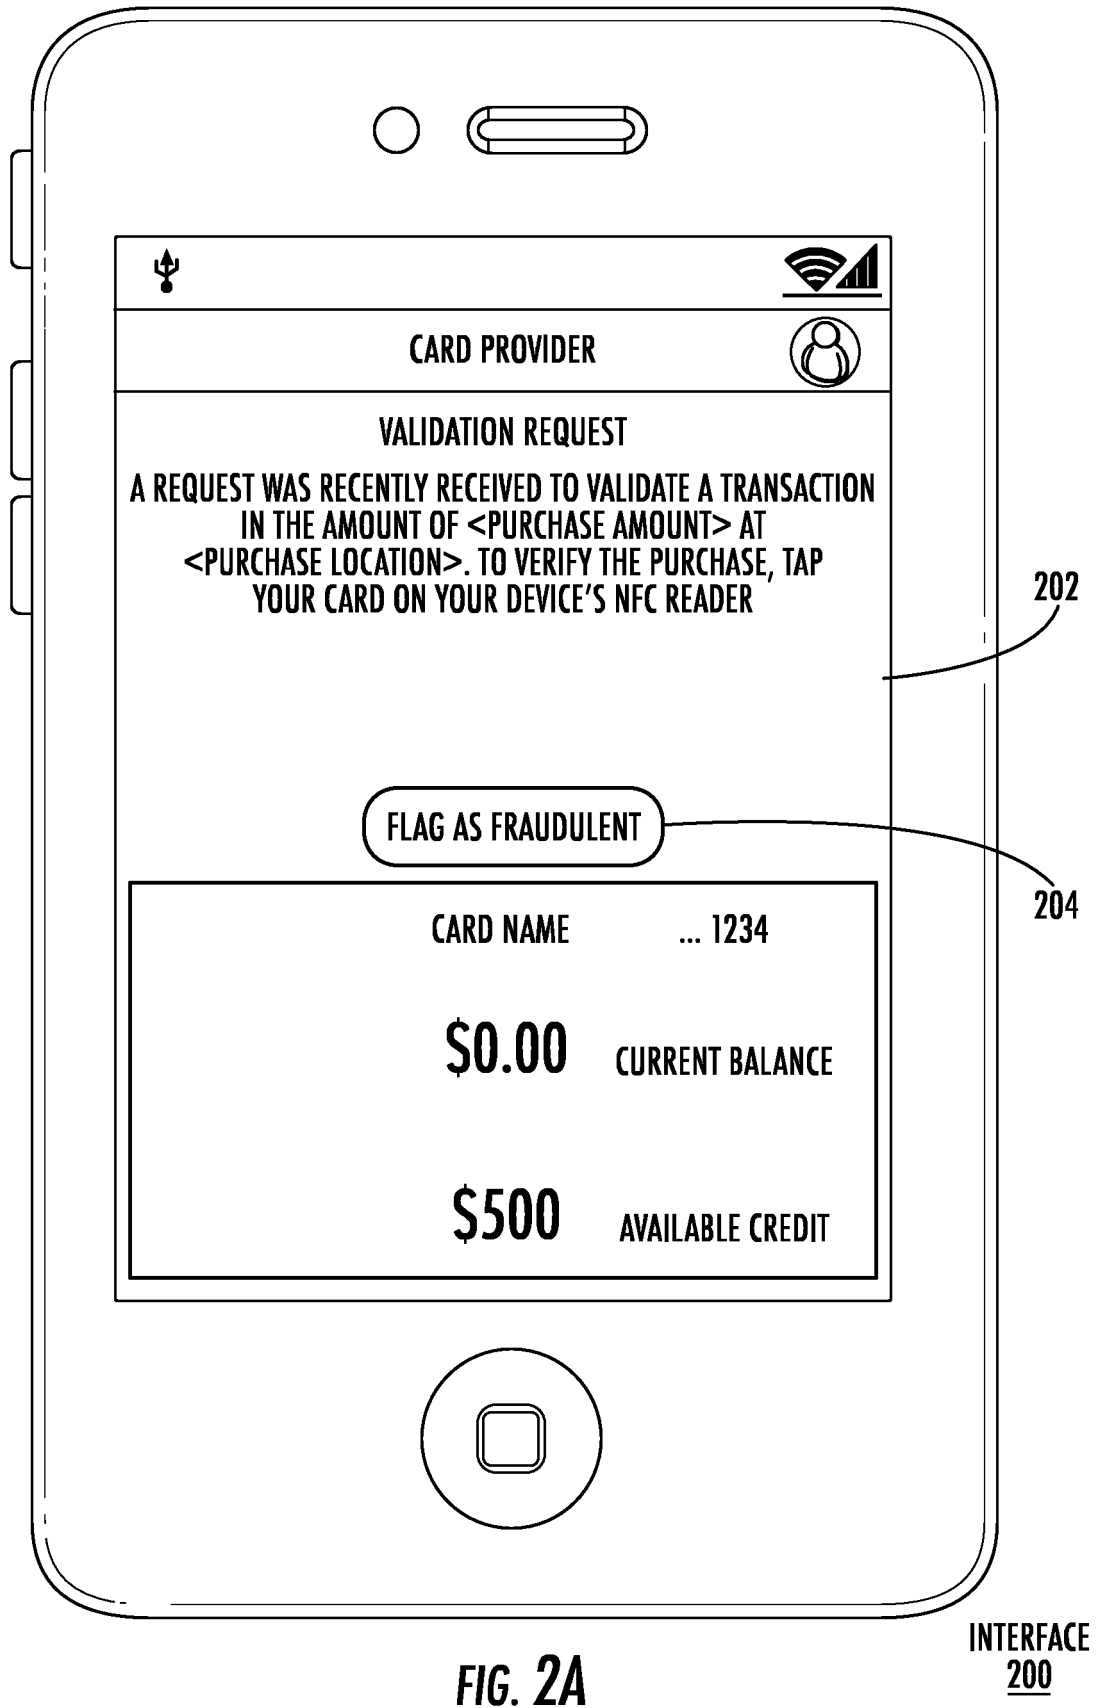 CARD PROVIDER
VALIDATION REQUEST
A REQUEST WAS RECENTLY RECEIVED TO VALIDATE A TRANSACTION
IN THE AMOUNT OF <PURCHASE AMOUNT> AT
<PURCHASE LOCATION>. TO VERIFY THE PURCHASE, TAP
YOUR CARD ON YOUR DEVICE'S NFC READER
202
FLAG AS FRAUDULENT
204
CARD NAME ... 1234
$0.00 CURRENT BALANCE
$500 AVAILABLE CREDIT
INTERFACE
200
FIG. 2A